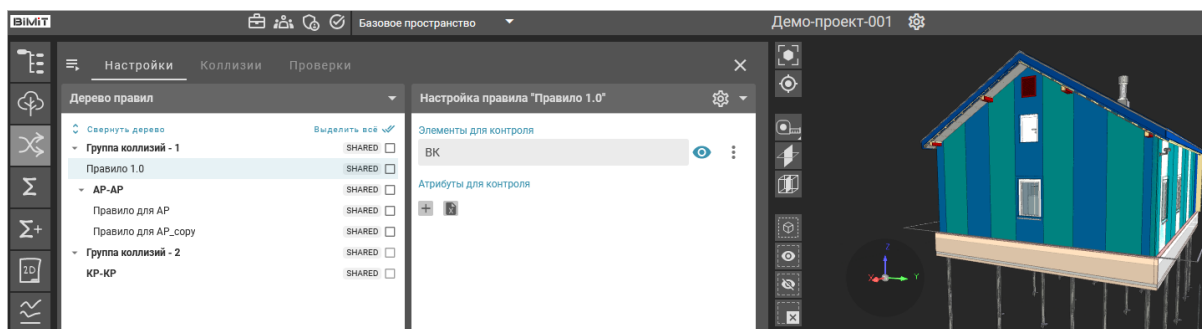 BIMIT
Базовое пространство
Демо-проект-001
Настройки Коллизии Проверки
Дерево правил
Свернуть дерево Выделить всё
Группа коллизий - 1 SHARED
Правило 1.0 SHARED
АР-АР SHARED
Правило для АР SHARED
Правило для АР_copy SHARED
Группа коллизий - 2 SHARED
КР-КР SHARED
Настройка правила "Правило 1.0"
Элементы для контроля
ВК
Атрибуты для контроля
+
Σ
Σ+
2D
Z
X
Y